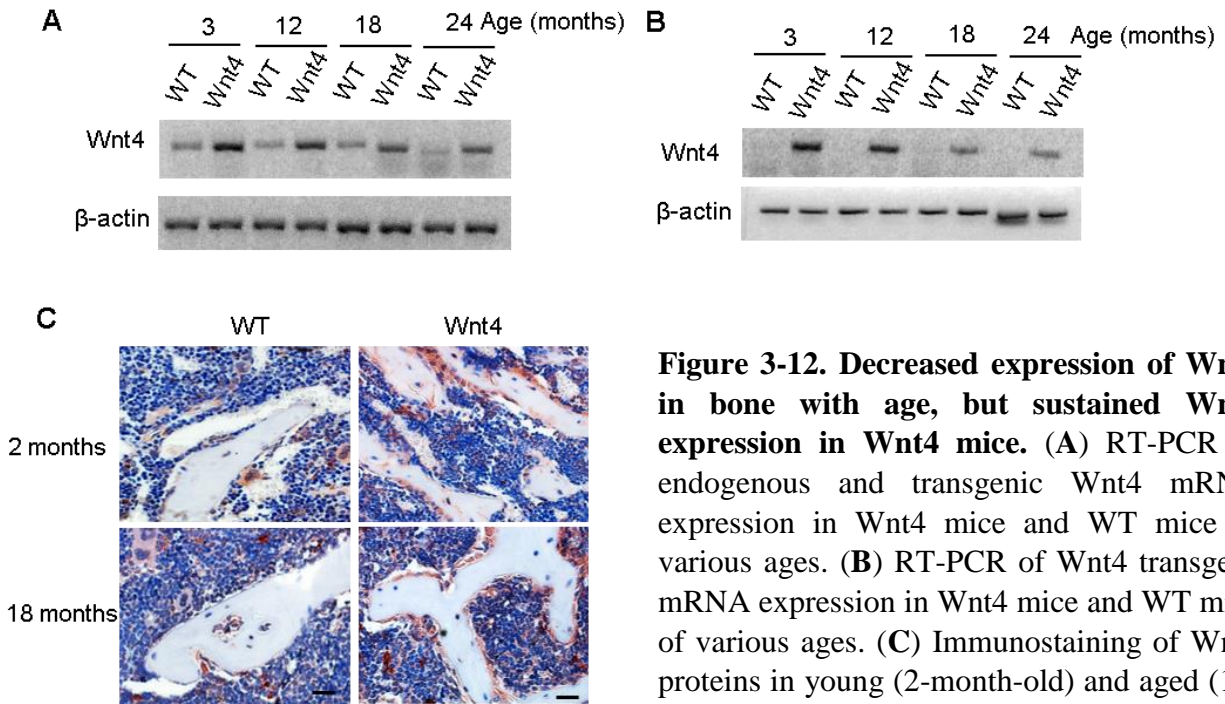 A
3 12 18 24 Age (months)
WT Wnt4 WT Wnt4 WT Wnt4 WT Wnt4
Wnt4
β-actin
B
3 12 18 24 Age (months)
WT Wnt4 WT Wnt4 WT Wnt4 WT Wnt4
Wnt4
β-actin
C
WT Wnt4
2 months
18 months
Figure 3-12. Decreased expression of
in bone with age, but sustained
expression in Wnt4 mice. (A) RT-PCR
endogenous and transgenic Wnt4
expression in Wnt4 mice and WT mice
various ages. (B) RT-PCR of Wnt4
mRNA expression in Wnt4 mice and WT
of various ages. (C) Immunostaining of
proteins in young (2-month-old) and aged